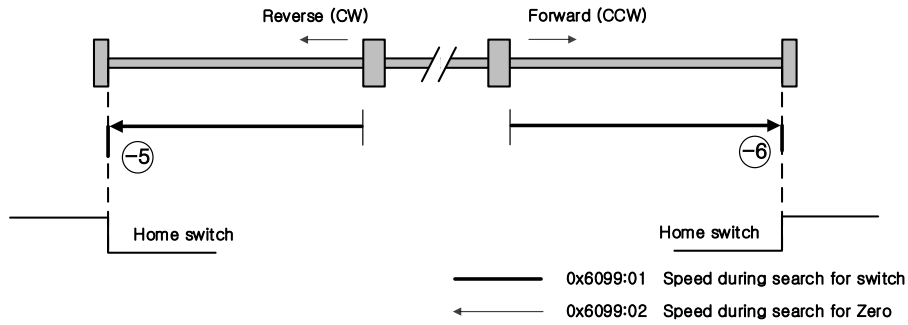 Reverse (CW)
Forward (CCW)
−5
−6
Home switch
Home switch
0x6099:01 Speed during search for switch
0x6099:02 Speed during search for Zero